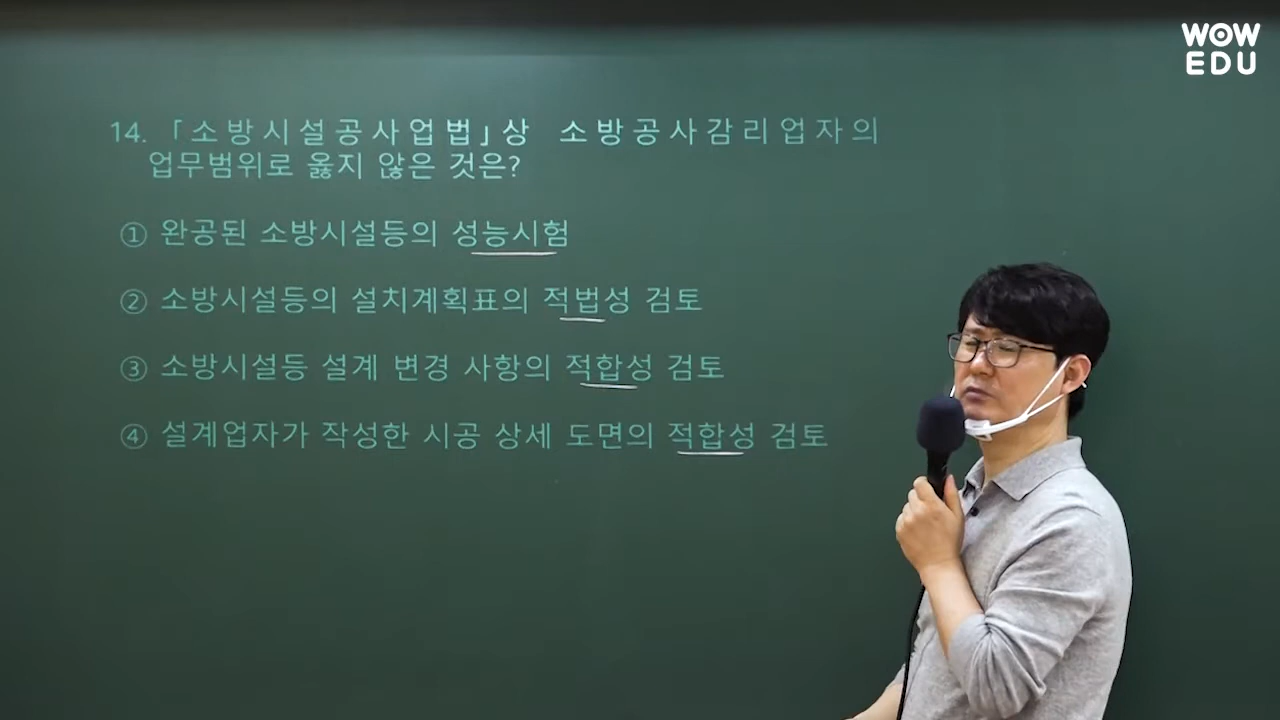 WOW
EDU
14. 「소방시설공사업법」상 소방공사감리업자의
업무범위로 옳지 않은 것은?
① 완공된 소방시설등의 성능시험
② 소방시설등의 설치계획표의 적법성 검토
③ 소방시설등 설계 변경 사항의 적합성 검토
④ 설계업자가 작성한 시공 상세 도면의 적합성 검토